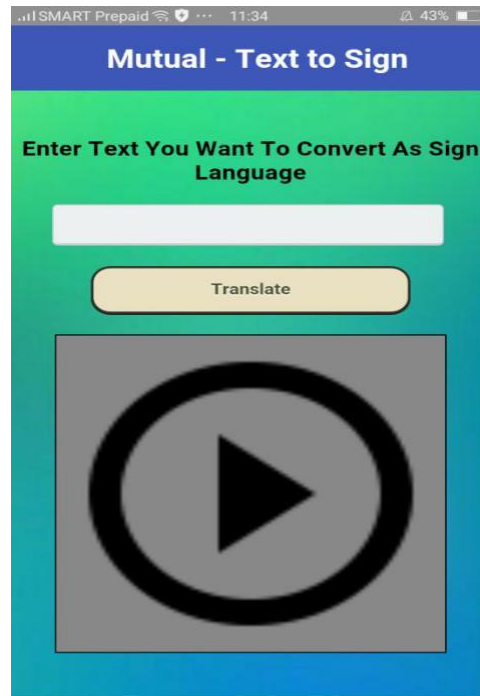 SMART Prepaid ··· 11:34 43%
Mutual - Text to Sign
Enter Text You Want To Convert As Sign
Language
Translate